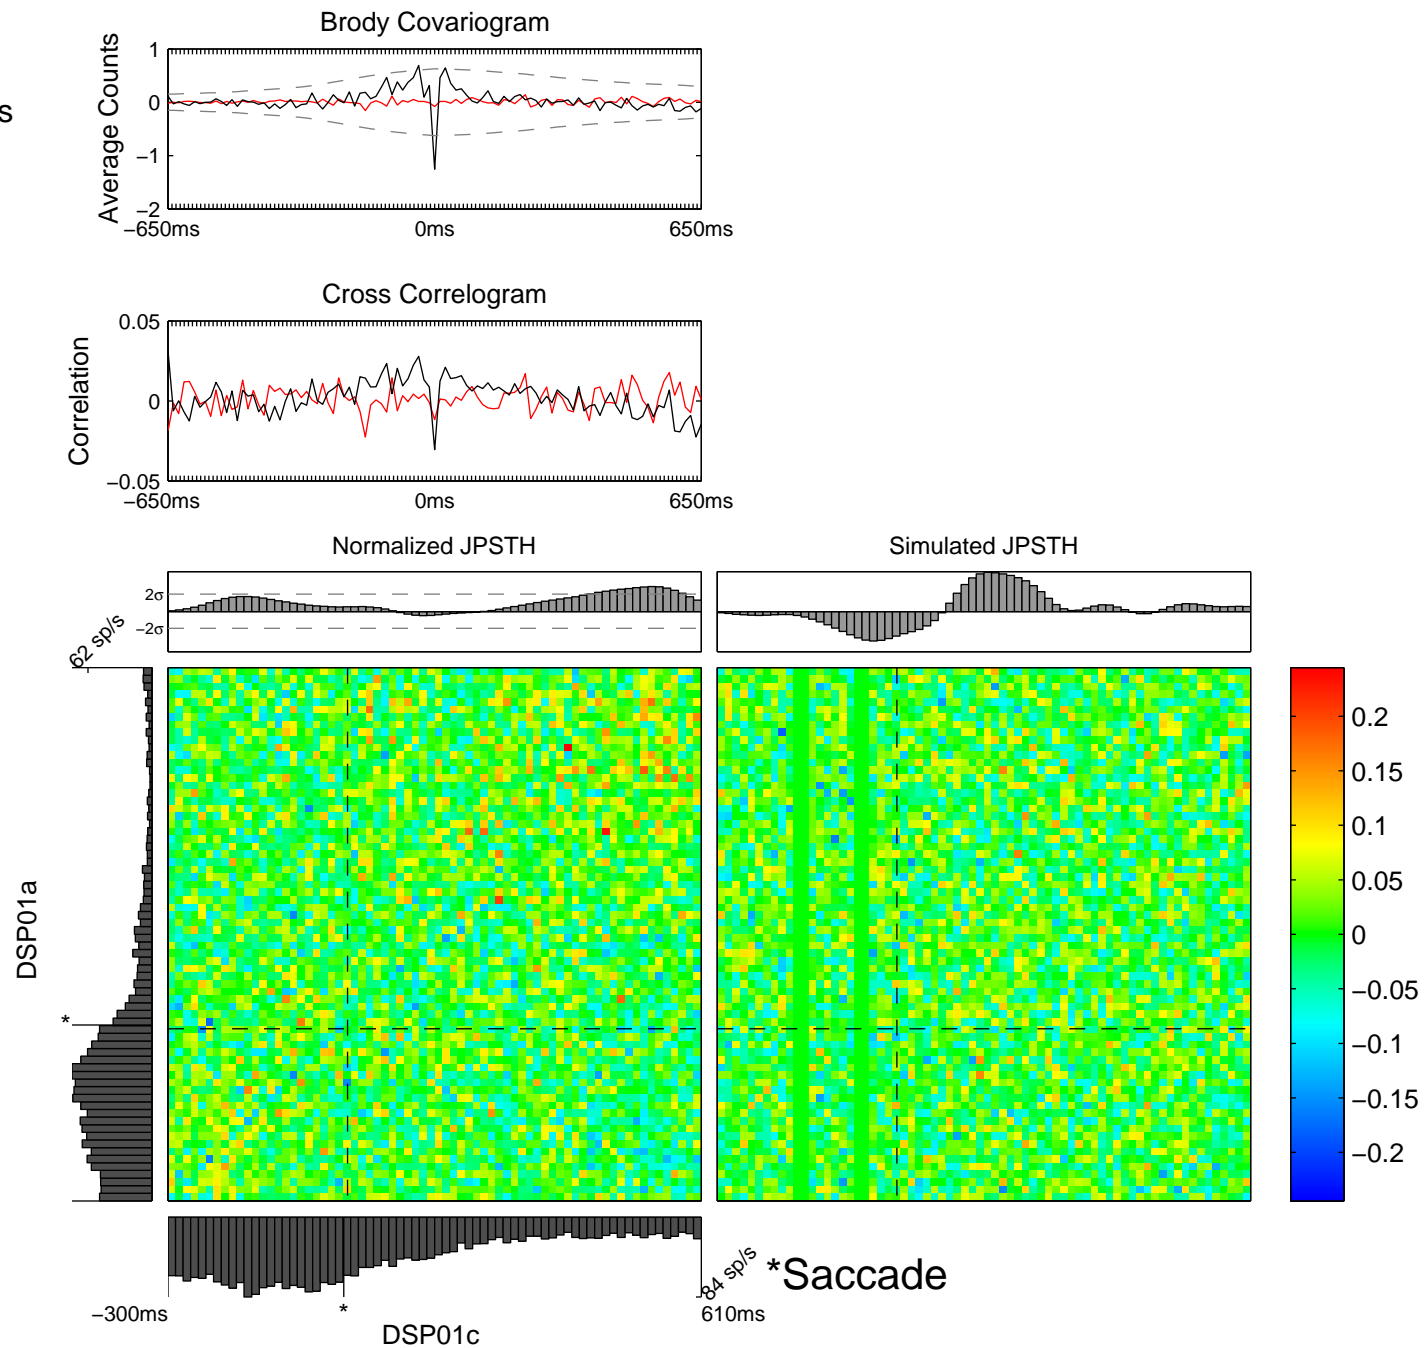 Brody Covariogram
s
Average Counts
1
0
−1
−2
−650ms
0ms
650ms
Cross Correlogram
Correlation
0.05
0
−0.05
−650ms
0ms
650ms
Normalized JPSTH
Simulated JPSTH
2σ
−2σ
62 sp/s
DSP01a
*
0.2
0.15
0.1
0.05
0
−0.05
−0.1
−0.15
−0.2
84 sp/s
*Saccade
−300ms
*
610ms
DSP01c